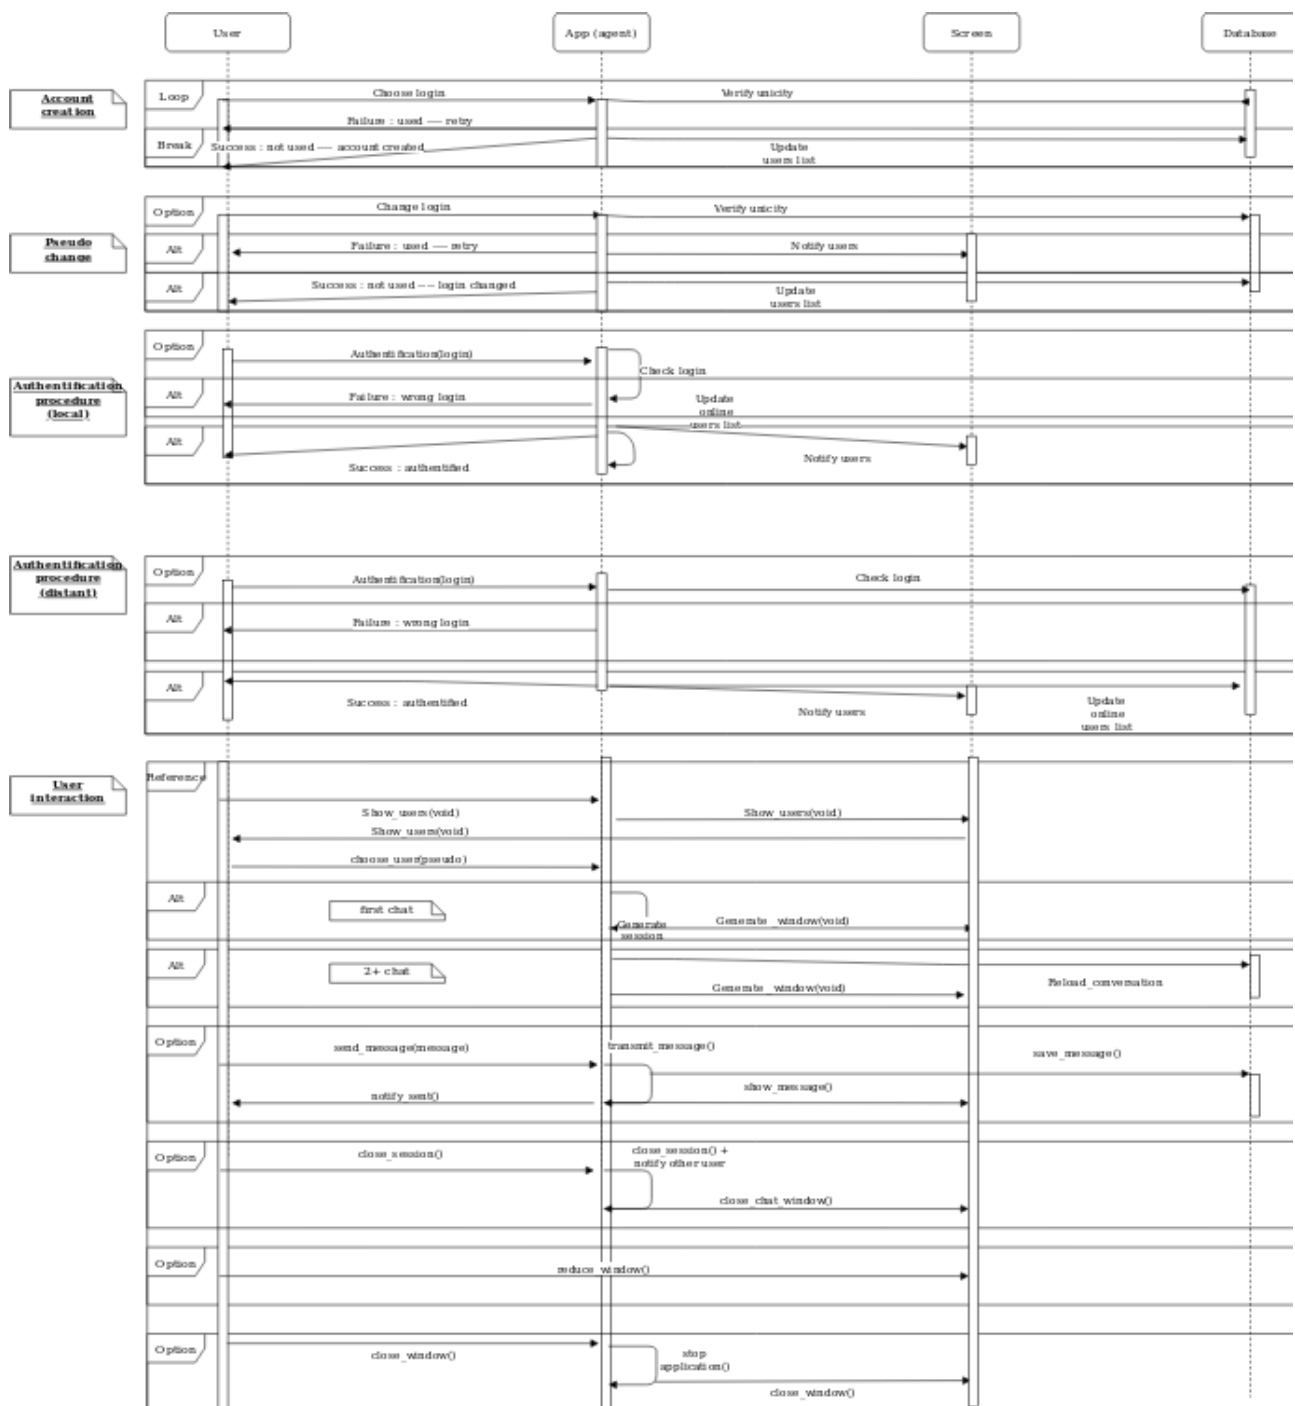 User
App (agent)
Screen
Database
Account
creation
Loop
Choose login
Verify unicity
Failure : used — retry
Break
Success : not used — account created
Update
users list
Pseudo
change
Option
Change login
Verify unicity
Alt
Failure : used — retry
Notify users
Alt
Success : not used — login changed
Update
users list
Authentification
procedure
(local)
Option
Authentification(login)
Check login
Alt
Failure : wrong login
Update
online
users list
Alt
Success : authentified
Notify users
Authentification
procedure
(distant)
Option
Authentification(login)
Check login
Alt
Failure : wrong login
Alt
Success : authentified
Notify users
Update
online
users list
User
interaction
Reference
Show_users(void)
Show_users(void)
Show_users(void)
choose_user(pseudo)
Alt
first chat
Generate
session
Generate _window(void)
Alt
2+ chat
Reload_conversation
Generate _window(void)
Option
send_message(message)
transmit_message()
save_message()
show_message()
notify_sent()
Option
close_session()
close_session() +
notify other user
close_chat_window()
Option
reduce_window()
Option
close_window()
stop
application()
close_window()